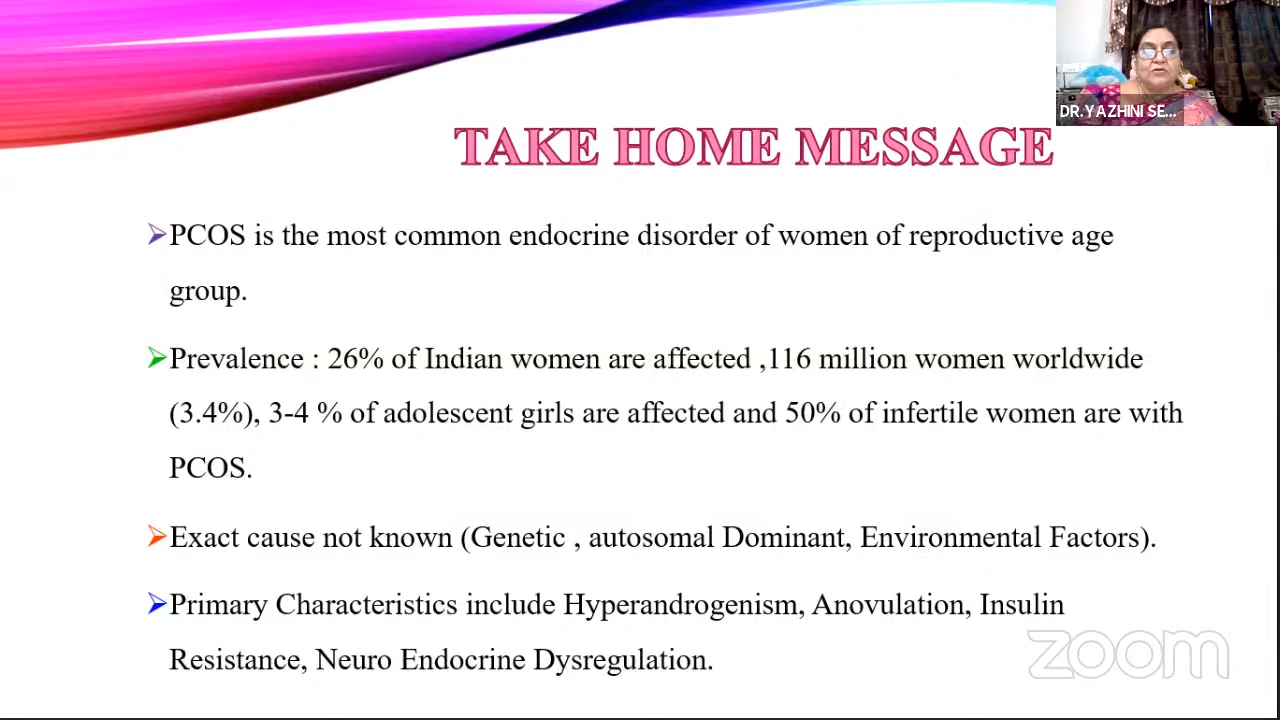 DR.YAZHINI SE...
TAKE HOME MESSAGE
PCOS is the most common endocrine disorder of women of reproductive age
group.
Prevalence : 26% of Indian women are affected ,116 million women worldwide
(3.4%), 3-4 % of adolescent girls are affected and 50% of infertile women are with
PCOS.
Exact cause not known (Genetic , autosomal Dominant, Environmental Factors).
Primary Characteristics include Hyperandrogenism, Anovulation, Insulin
Resistance, Neuro Endocrine Dysregulation.
zoom